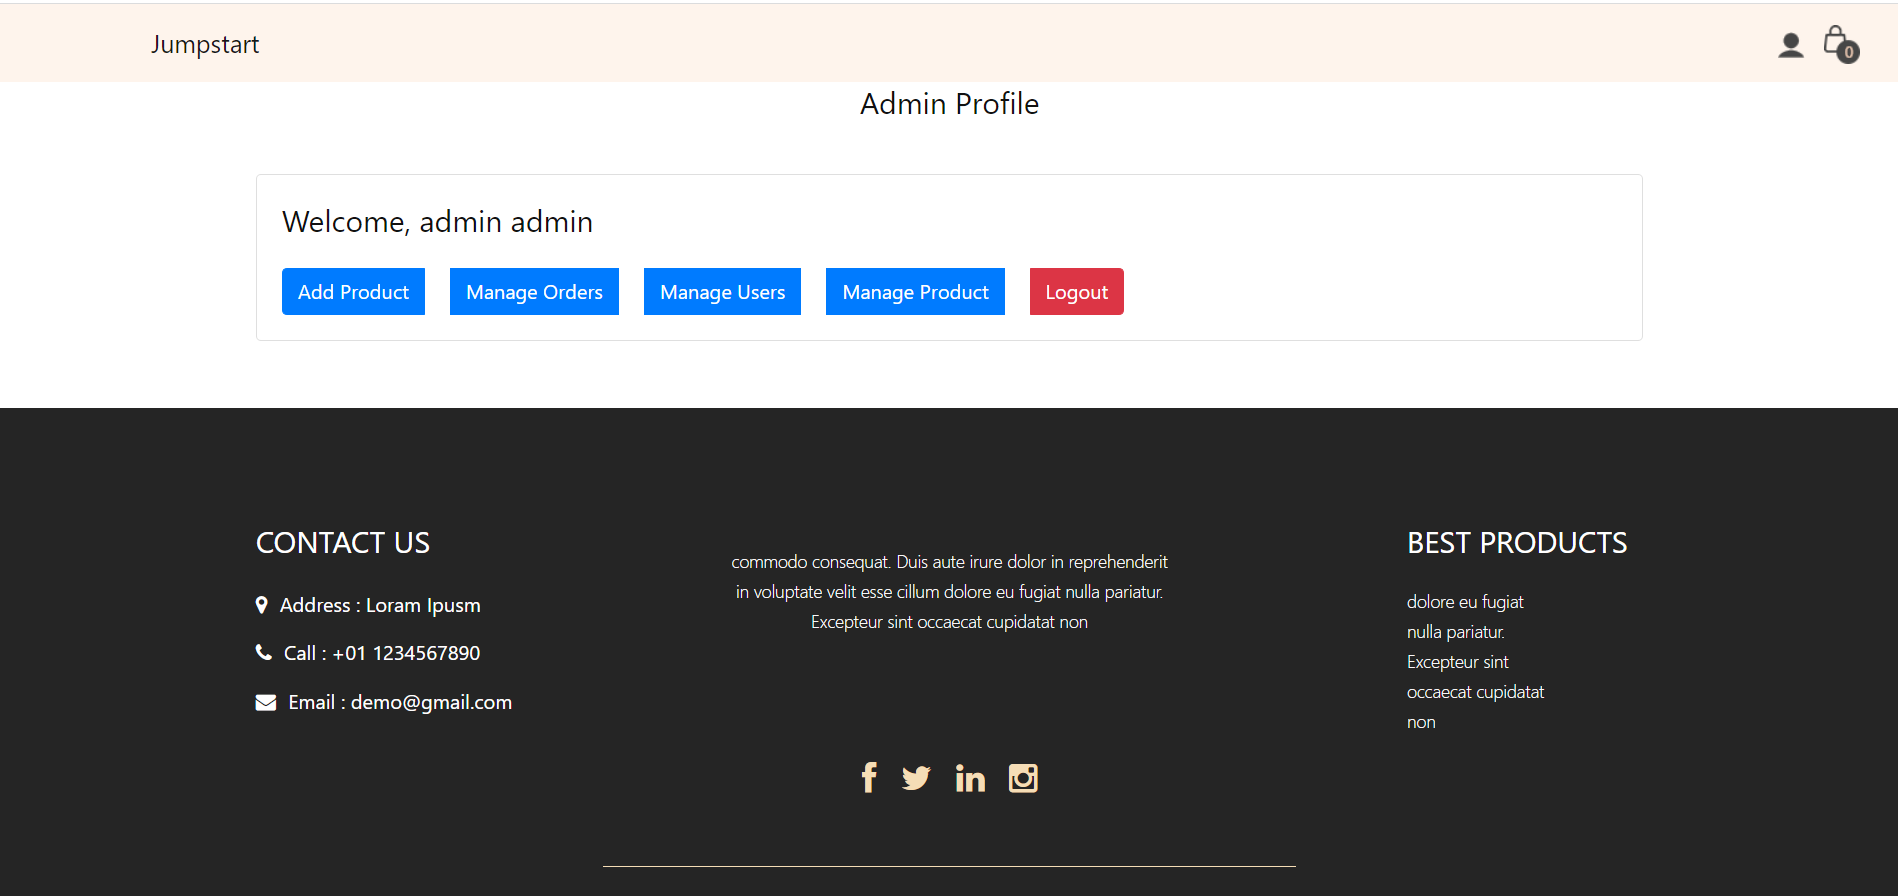 Jumpstart
0
Admin Profile
Welcome, admin admin
Add Product Manage Orders Manage Users Manage Product Logout
CONTACT US
Address : Loram Ipusm
Call : +01 1234567890
Email : demo@gmail.com
commodo consequat. Duis aute irure dolor in reprehenderit
in voluptate velit esse cillum dolore eu fugiat nulla pariatur.
Excepteur sint occaecat cupidatat non
BEST PRODUCTS
dolore eu fugiat
nulla pariatur.
Excepteur sint
occaecat cupidatat
non